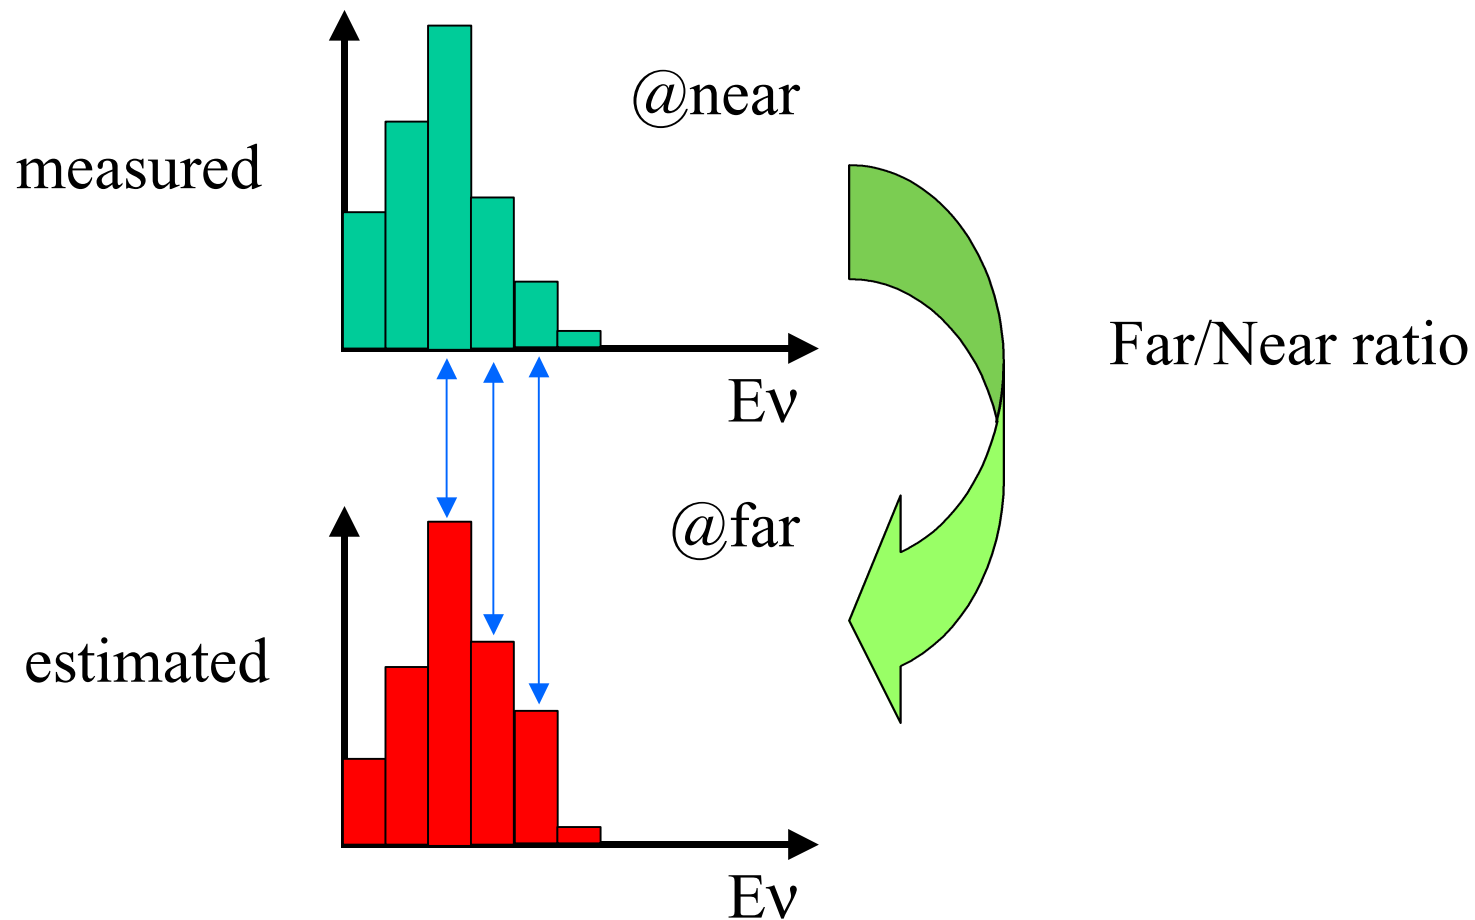 @near
measured
Far/Near ratio
Eν
@far
estimated
Eν